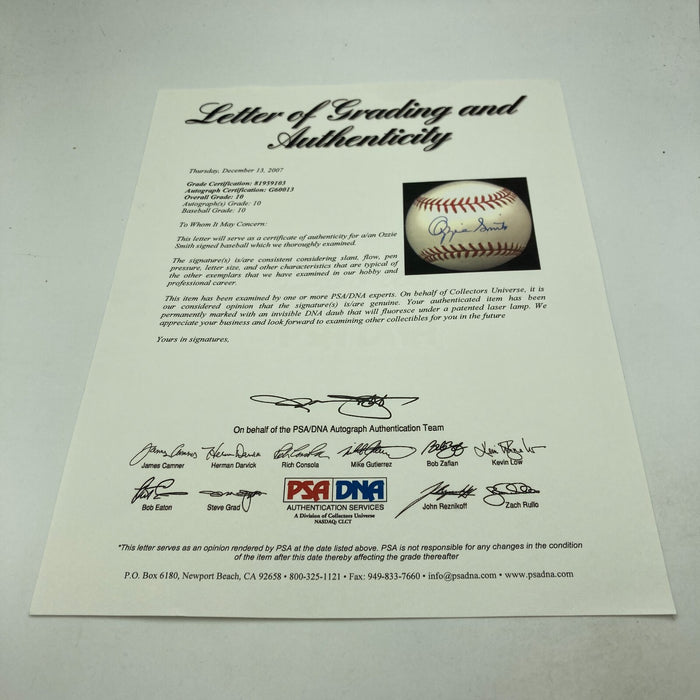 Letter of Grading and
Authenticity
Thursday, December 13, 2007
Grade Certification: 81959103
Autograph Certification: G60013
Overall Grade: 10
Autograph(s) Grade: 10
Baseball Grade: 10
To Whom It May Concern:
This letter will serve as a certificate of authenticity for a/an Ozzie
Smith signed baseball which we thoroughly examined.
The signature(s) is/are consistent considering slant, flow, pen
pressure, letter size, and other characteristics that are typical of
the other exemplars that we have examined in our hobby and
professional career.
This item has been examined by one or more PSA/DNA experts. On behalf of Collectors Universe, it is
our considered opinion that the signature(s) is/are genuine. Your authenticated item has been
permanently marked with an invisible DNA daub that will fluoresce under a patented laser lamp. We
appreciate your business and look forward to examining other collectibles for you in the future
Yours in signatures,
Ozzie Smith
On behalf of the PSA/DNA Autograph Authentication Team
James Camner Herman Darvick Rich Consola Mike Gutierrez Bob Zafian Kevin Low
Bob Eaton Steve Grad John Reznikoff Zach Rullo
PSA DNA
AUTHENTICATION SERVICES
A Division of Collectors Universe
NASDAQ: CLCT
*This letter serves as an opinion rendered by PSA at the date listed above. PSA is not responsible for any changes in the condition
of the item after this date thereby affecting the grade thereafter
P.O. Box 6180, Newport Beach, CA 92658 • 800-325-1121 • Fax: 949-833-7660 • info@psadna.com • www.psadna.com